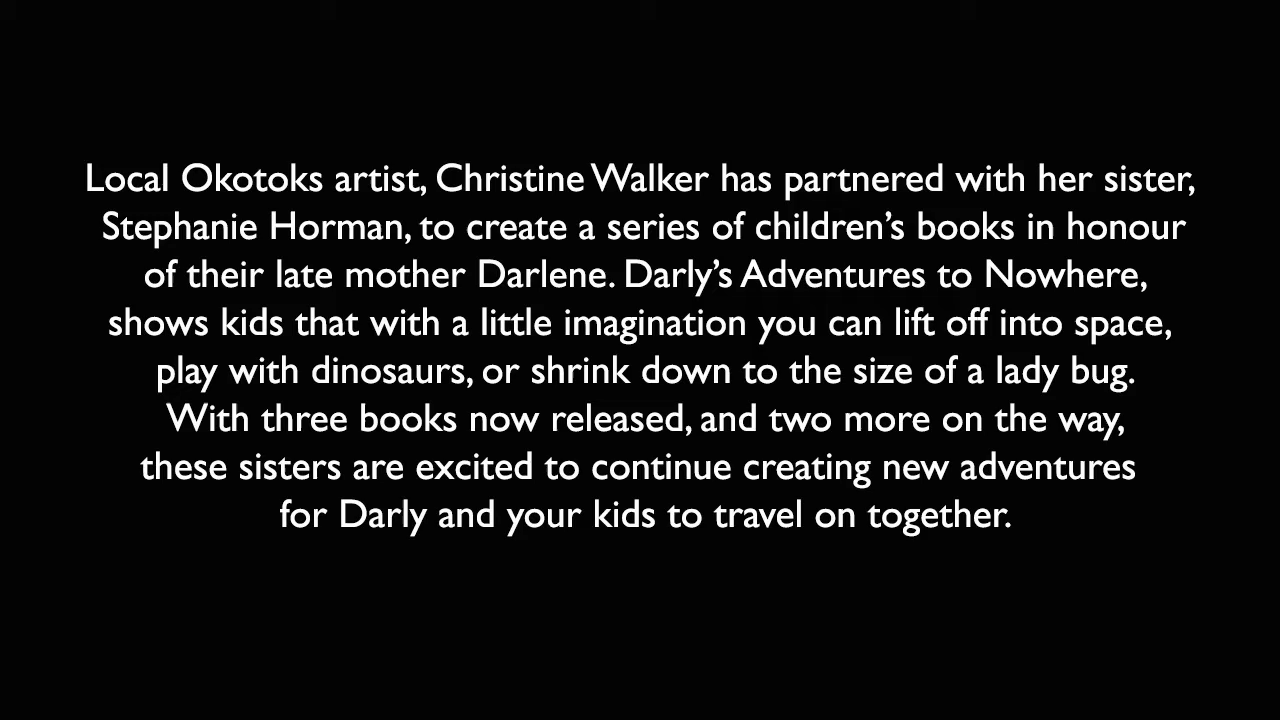 Local Okotoks artist, Christine Walker has partnered with her sister,
Stephanie Horman, to create a series of children’s books in honour
of their late mother Darlene. Darly’s Adventures to Nowhere,
shows kids that with a little imagination you can lift off into space,
play with dinosaurs, or shrink down to the size of a lady bug.
With three books now released, and two more on the way,
these sisters are excited to continue creating new adventures
for Darly and your kids to travel on together.